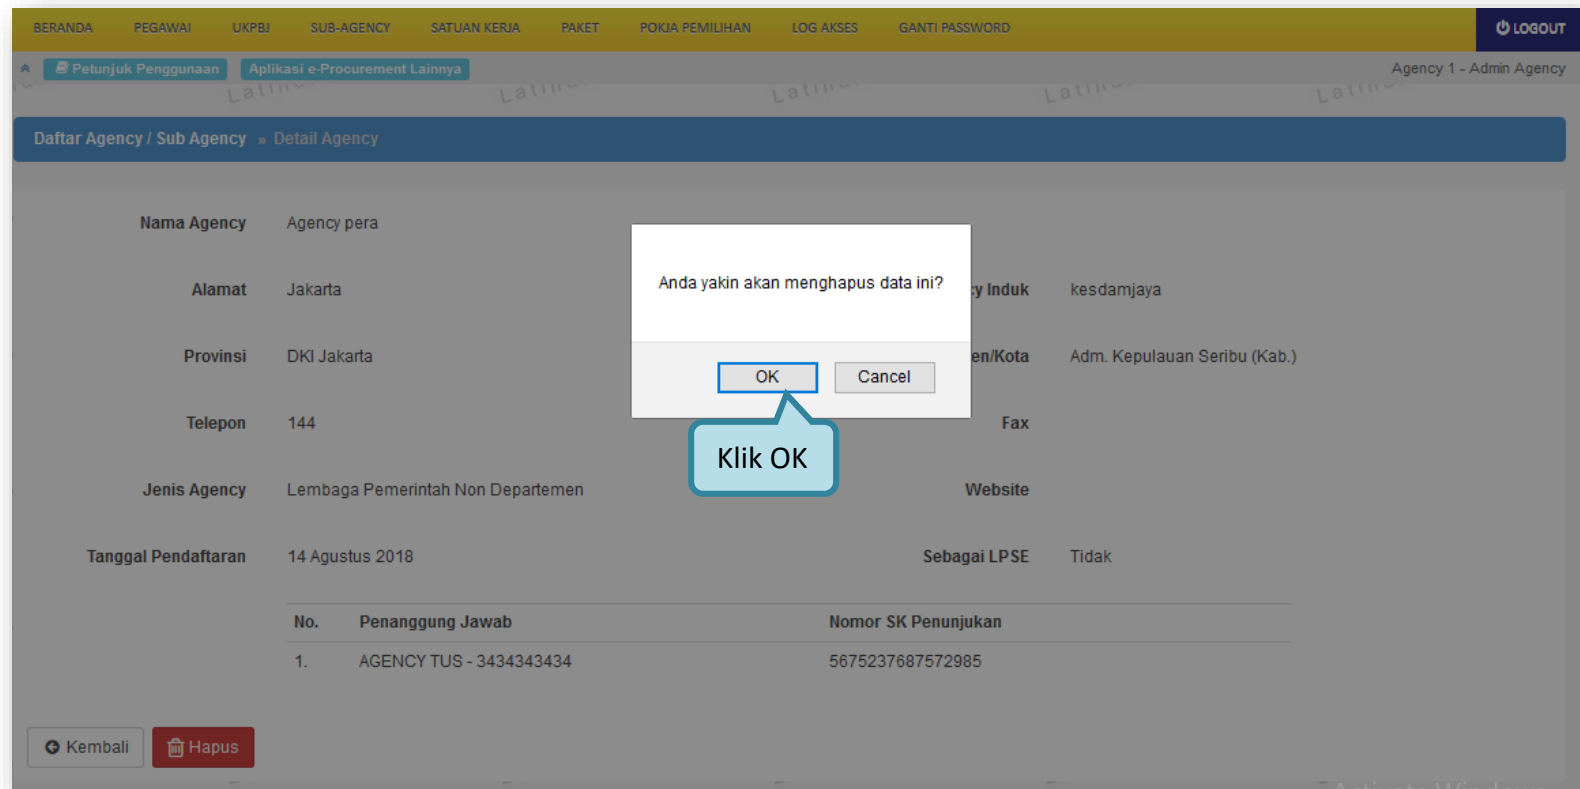 BERANDA PEGAWAI UKPBJ SUB-AGENCY SATUAN KERJA PAKET POKJA PEMILIHAN LOG AKSES GANTI PASSWORD LOGOUT
Petunjuk Penggunaan Aplikasi e-Procurement Lainnya Agency 1 - Admin Agency
Daftar Agency / Sub Agency » Detail Agency
Nama Agency Agency pera
Anda yakin akan menghapus data ini?
Alamat Jakarta y Induk kesdamjaya
Provinsi DKI Jakarta en/Kota Adm. Kepulauan Seribu (Kab.)
OK Cancel
Telepon 144 Fax
Klik OK
Jenis Agency Lembaga Pemerintah Non Departemen Website
Tanggal Pendaftaran 14 Agustus 2018 Sebagai LPSE Tidak
No. Penanggung Jawab Nomor SK Penunjukan
1. AGENCY TUS - 3434343434 5675237687572985
Kembali Hapus